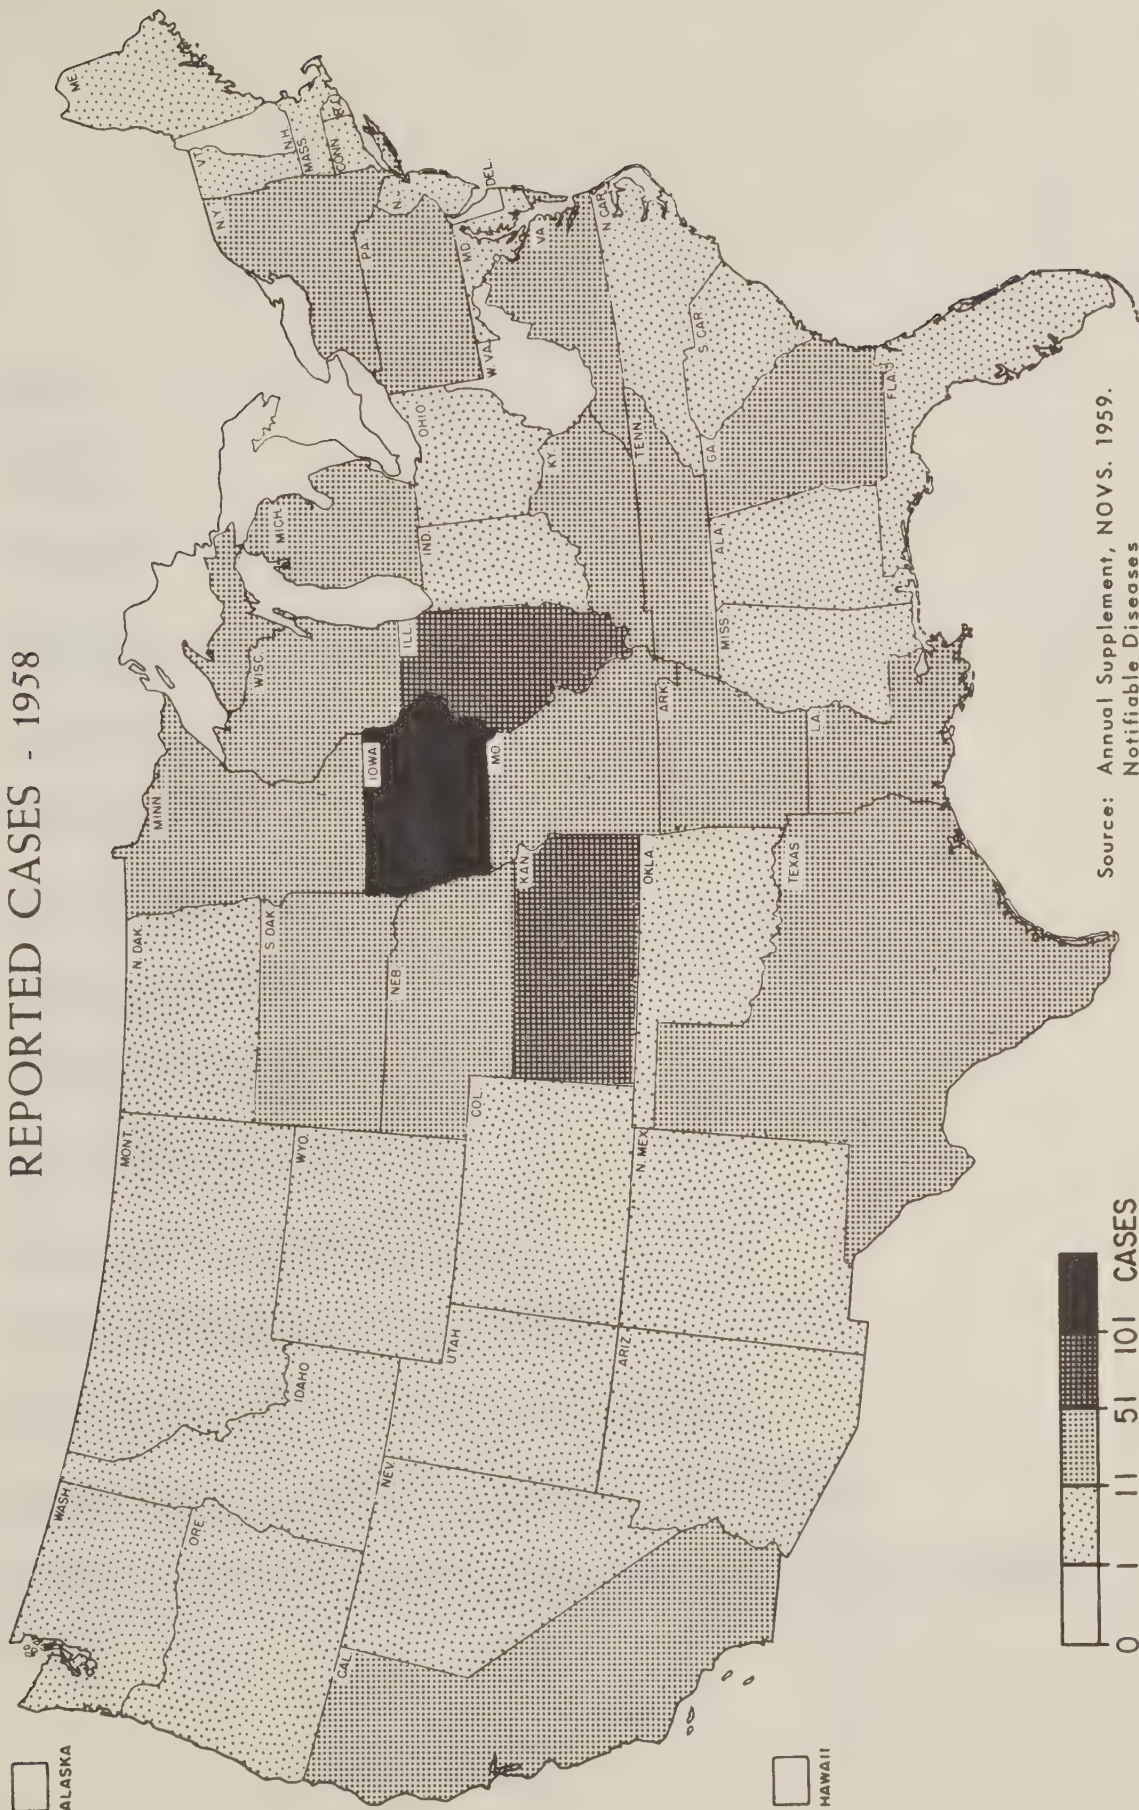 REPORTED CASES - 1958
ALASKA
HAWAII
WASH.
ORE.
CAL.
NEV.
IDAHO
MONT.
WYO.
UTAH
ARIZ.
COL.
N. MEX.
N. DAK.
S. DAK.
NEB.
KAN.
OKLA.
TEXAS
MINN.
IOWA
MO.
ARK.
LA.
WISC.
ILL.
MICH.
IND.
OHIO
KY.
TENN.
MISS.
ALA.
GA.
FLA.
S. CAR.
N. CAR.
VA.
W. VA.
MD.
DEL.
PA.
N.J.
N.Y.
CONN.
R.I.
MASS.
VT.
N.H.
ME.
0 1 11 51 101 CASES
Source: Annual Supplement, NOVS. 1959.
Notifiable Diseases